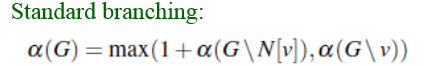 Standard branching:
α(G) = max(1+α(G\N[v]),α(G\v))